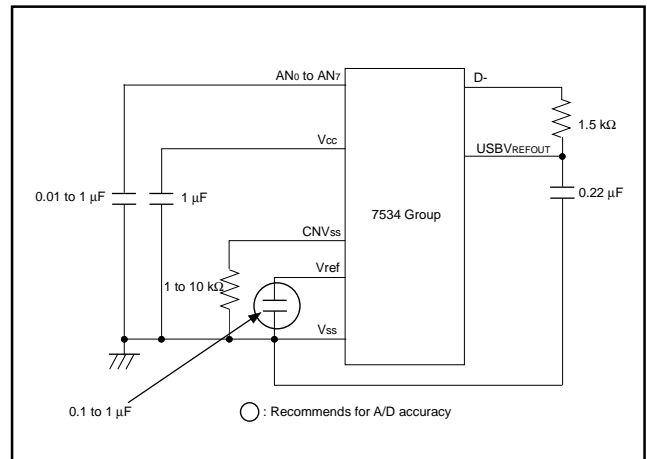 AN0 to AN7
D-
1.5 kΩ
Vcc
USBVREFOUT
0.01 to 1 µF
1 µF
0.22 µF
7534 Group
CNVss
Vref
1 to 10 kΩ
Vss
0.1 to 1 µF
: Recommends for A/D accuracy